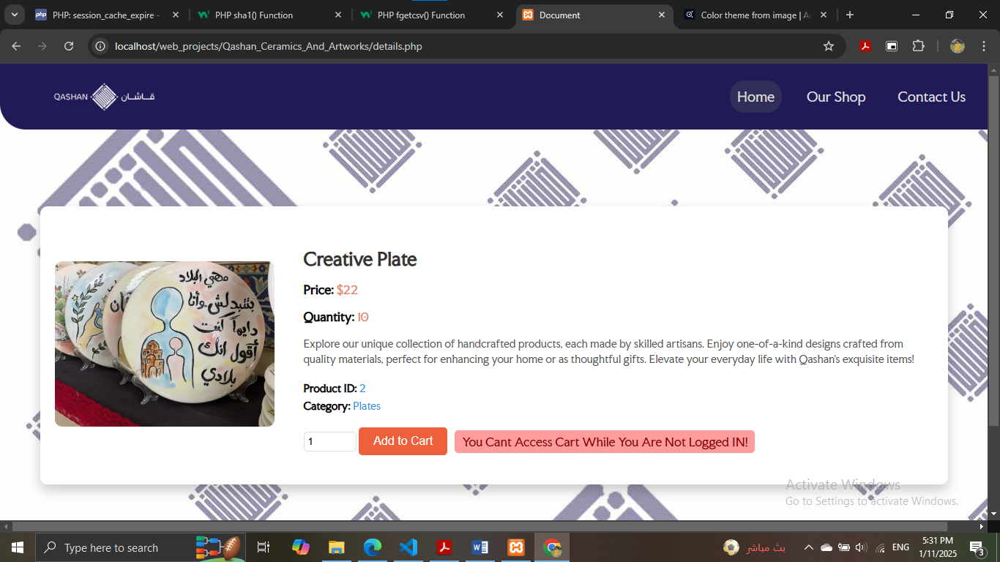 PHP: session_cache_expire -
PHP sha1() Function
PHP fgetcsv() Function
Document
Color theme from image | Ad
localhost/web_projects/Qashan_Ceramics_And_Artworks/details.php
QASHAN قاشان
Home
Our Shop
Contact Us
Creative Plate
Price: $22
Quantity: 10
Explore our unique collection of handcrafted products, each made by skilled artisans. Enjoy one-of-a-kind designs crafted from
quality materials, perfect for enhancing your home or as thoughtful gifts. Elevate your everyday life with Qashan's exquisite items!
Product ID: 2
Category: Plates
1
Add to Cart
You Cant Access Cart While You Are Not Logged IN!
مهي البلاد
بتتبدلش وأنا
دايماً كنت
أقول انك
بلادي
Activate Windows
Go to Settings to activate Windows.
Type here to search
بث مباشر
ENG
5:31 PM
1/11/2025
3